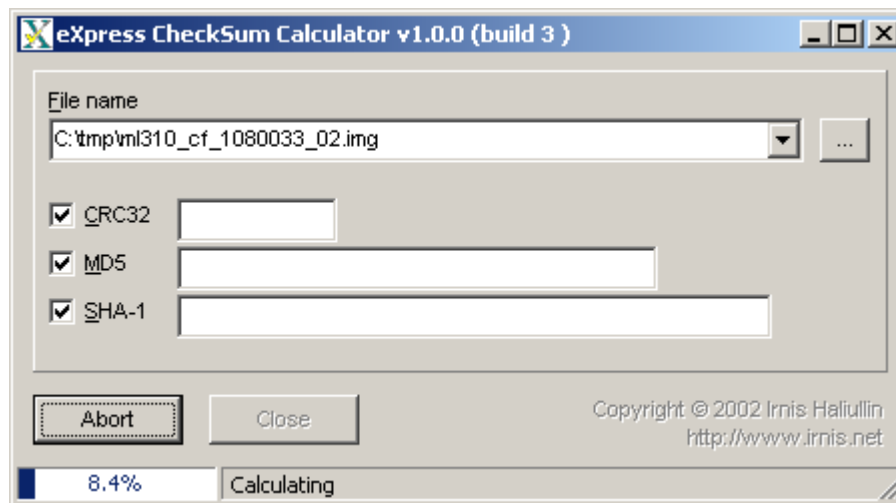 eXpress CheckSum Calculator v1.0.0 (build 3 )
File name
C:\tmp\ml310_cf_1080033_02.img
...
CRC32
MD5
SHA-1
Abort Close
Copyright © 2002 Irnis Haliullin
http://www.irnis.net
8.4% Calculating